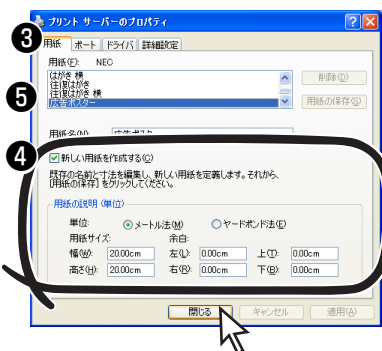 プリント サーバーのプロパティ
❸
用紙 ポート ドライバ 詳細設定
用紙(F): NEC
はがき 横
往復はがき
往復はがき 横
広告ポスター
削除(D)
用紙の保存(S)
❺
用紙名(N): 広告ポスター
❹
新しい用紙を作成する(C)
既存の名前と寸法を編集し、新しい用紙を定義します。それから、
[用紙の保存] をクリックしてください。
用紙の説明 (単位)
単位: メートル法(M) ヤードポンド法(E)
用紙サイズ: 余白:
幅(W): 20.00cm 左(L): 0.00cm 上(T): 0.00cm
高さ(H): 20.00cm 右(R): 0.00cm 下(B): 0.00cm
閉じる キャンセル 適用(A)